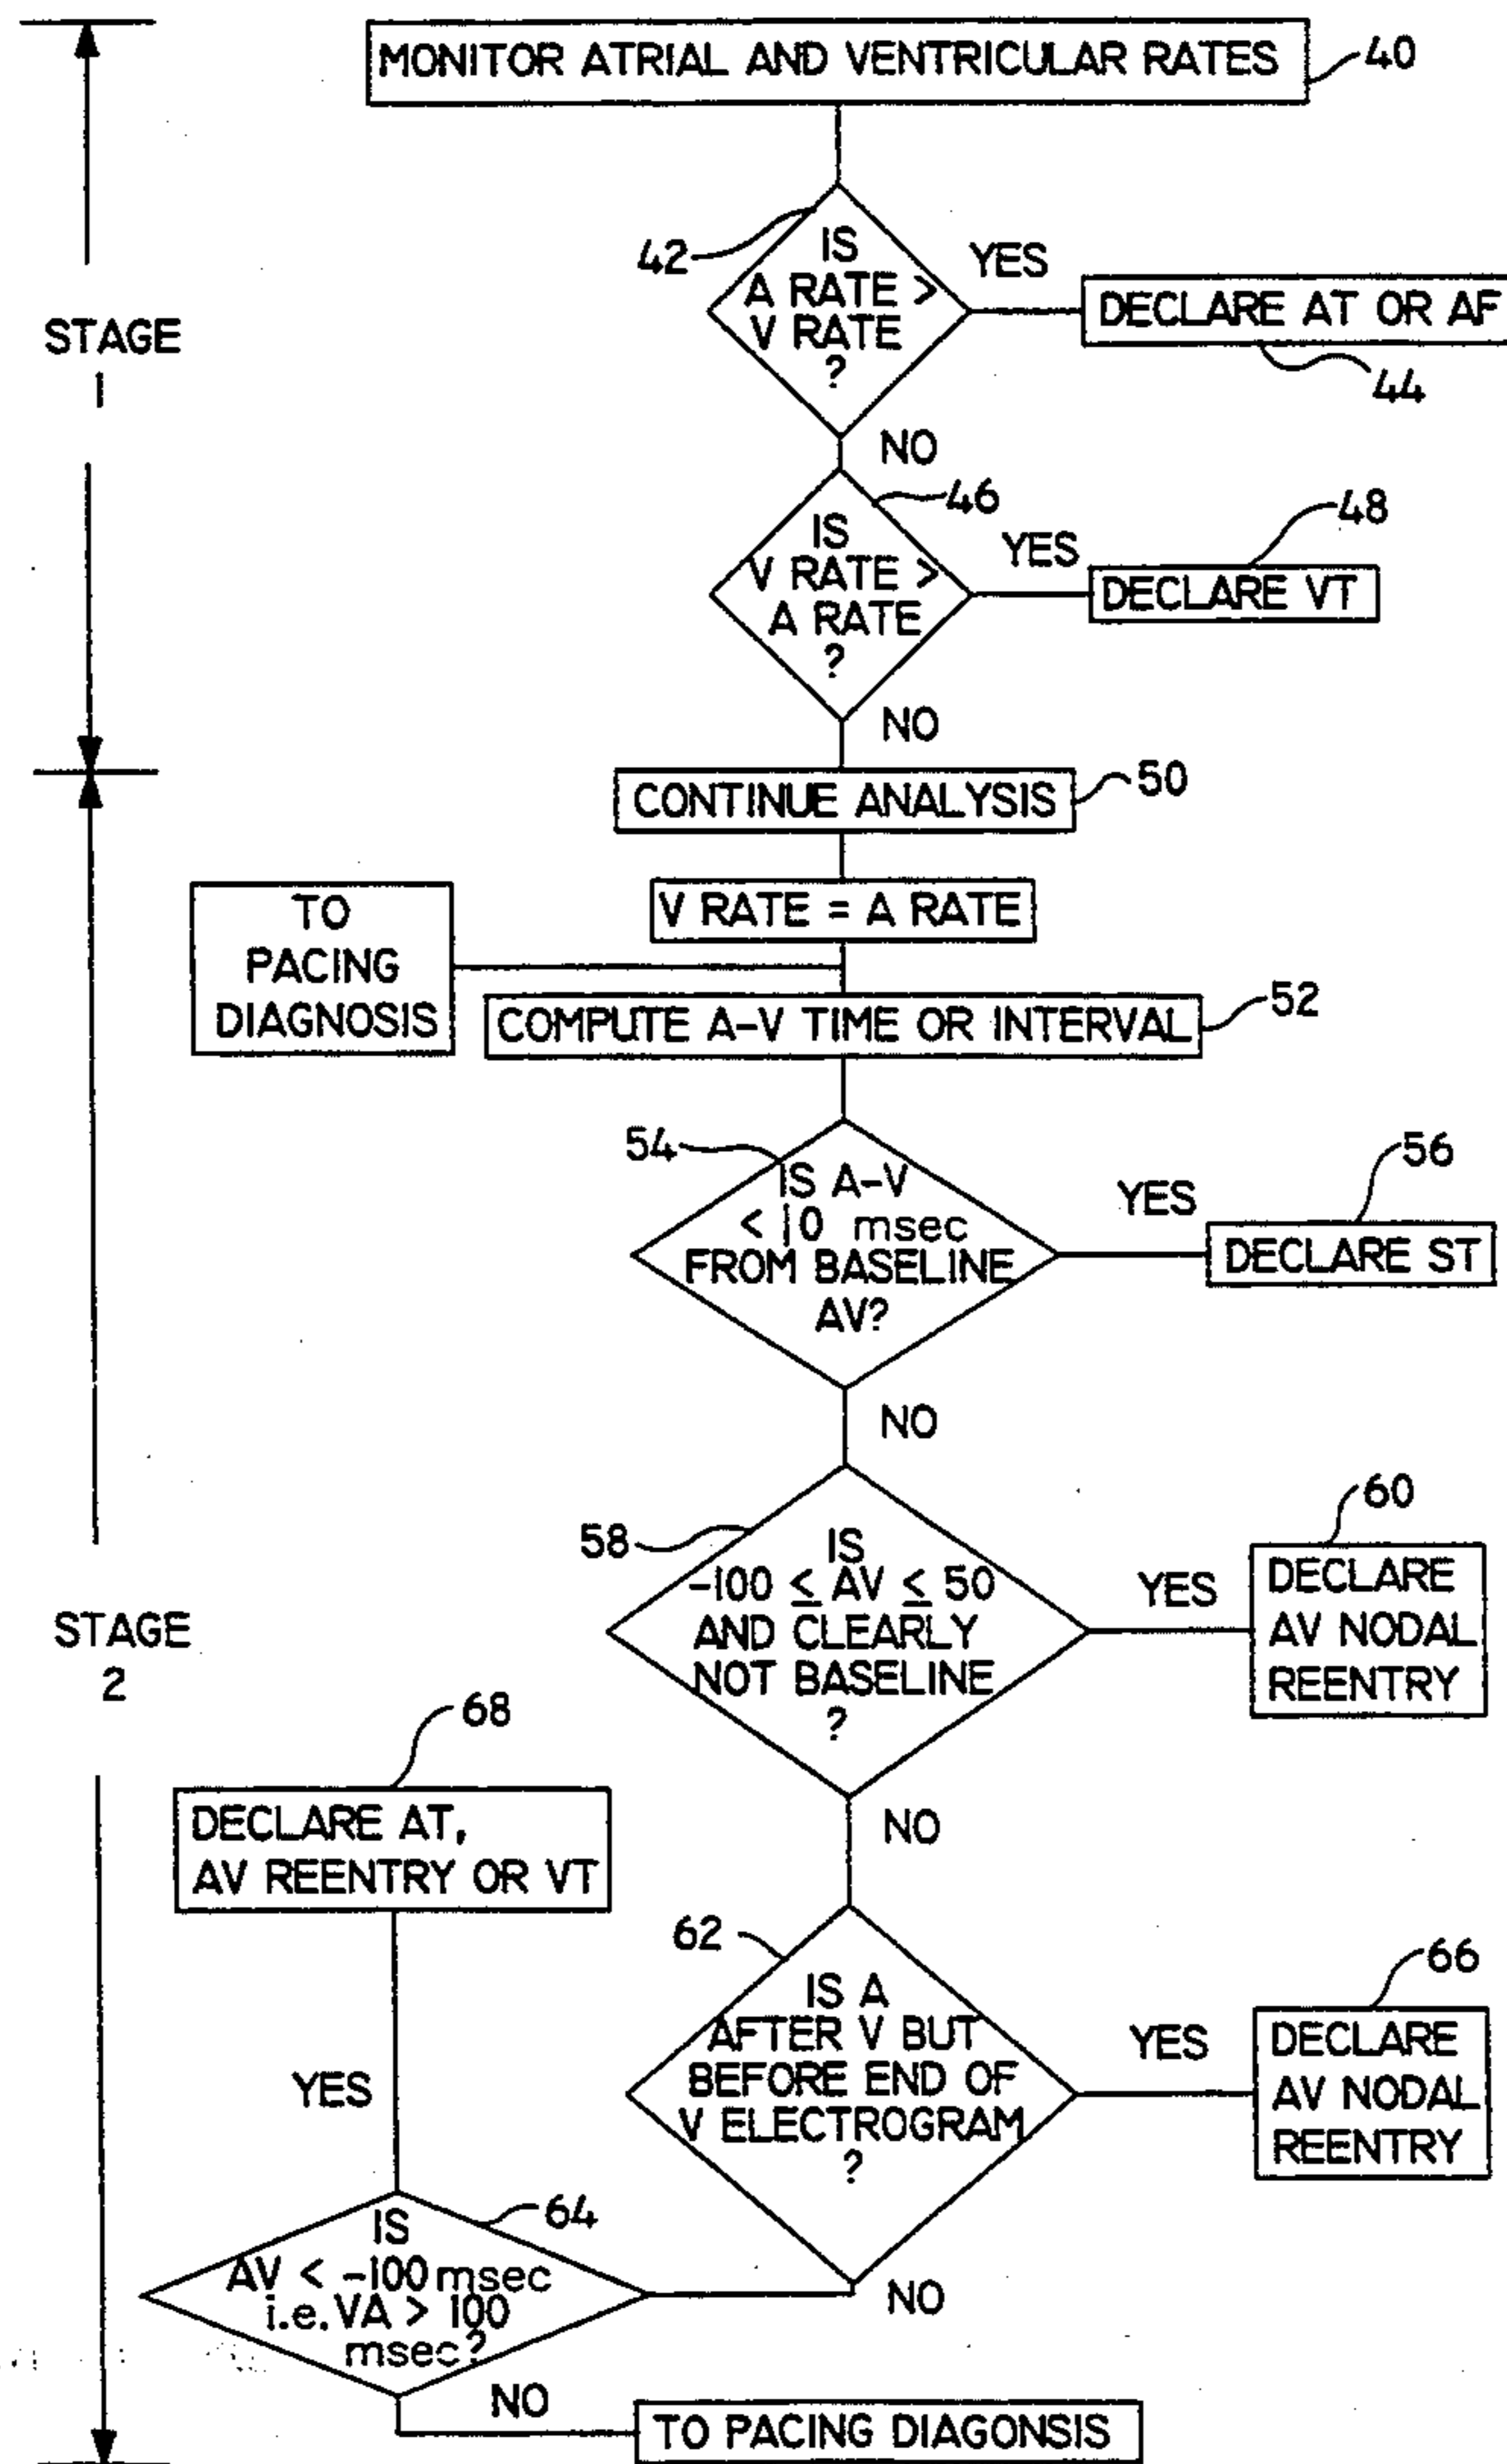 MONITOR ATRIAL AND VENTRICULAR RATES
40
42
IS
A RATE >
V RATE
?
YES
DECLARE AT OR AF
44
STAGE
1
NO
46
IS
V RATE >
A RATE
?
YES
48
DECLARE VT
NO
CONTINUE ANALYSIS
50
V RATE = A RATE
TO
PACING
DIAGNOSIS
COMPUTE A-V TIME OR INTERVAL
52
54
IS A-V
< 10 msec
FROM BASELINE
AV?
YES
56
DECLARE ST
NO
58
IS
-100 ≤ AV ≤ 50
AND CLEARLY
NOT BASELINE
?
YES
60
DECLARE
AV NODAL
REENTRY
STAGE
2
NO
68
DECLARE AT,
AV REENTRY OR VT
62
IS A
AFTER V BUT
BEFORE END OF
V ELECTROGRAM
?
YES
66
DECLARE
AV NODAL
REENTRY
YES
NO
64
IS
AV < -100 msec
i.e. VA > 100
msec?
NO
TO PACING DIAGONSIS